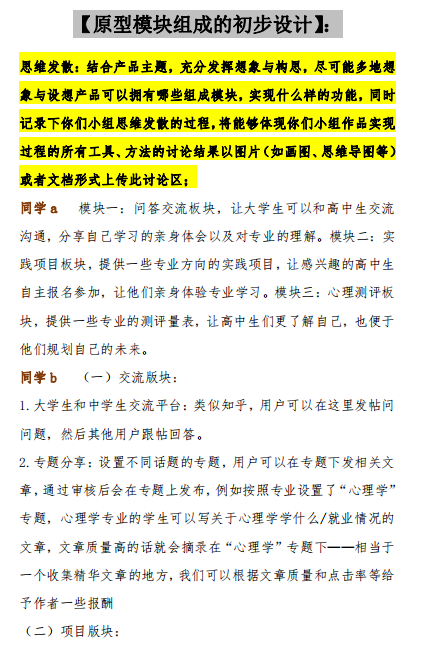 【原型模块组成的初步设计】：
思维发散：结合产品主题，充分发挥想象与构思，尽可能多地想
象与设想产品可以拥有哪些组成模块，实现什么样的功能，同时
记录下你们小组思维发散的过程，将能够体现你们小组作品实现
过程的所有工具、方法的讨论结果以图片（如画图、思维导图等）
或者文档形式上传此讨论区；
同学a 模块一：问答交流板块，让大学生可以和高中生交流
沟通，分享自己学习的亲身体会以及对专业的理解。模块二：实
践项目板块，提供一些专业方向的实践项目，让感兴趣的高中生
自主报名参加，让他们亲身体验专业学习。模块三：心理测评板
块，提供一些专业的测评量表，让高中生们更了解自己，也便于
他们规划自己的未来。
同学b （一）交流版块：
1.大学生和中学生交流平台：类似知乎，用户可以在这里发帖问
问题，然后其他用户跟帖回答。
2.专题分享：设置不同话题的专题，用户可以在专题下发相关文
章，通过审核后会在专题上发布，例如按照专业设置了“心理学”
专题，心理学专业的学生可以写关于心理学学什么/就业情况的
文章，文章质量高的话就会摘录在“心理学”专题下——相当于
一个收集精华文章的地方，我们可以根据文章质量和点击率等给
予作者一些报酬
（二）项目版块：